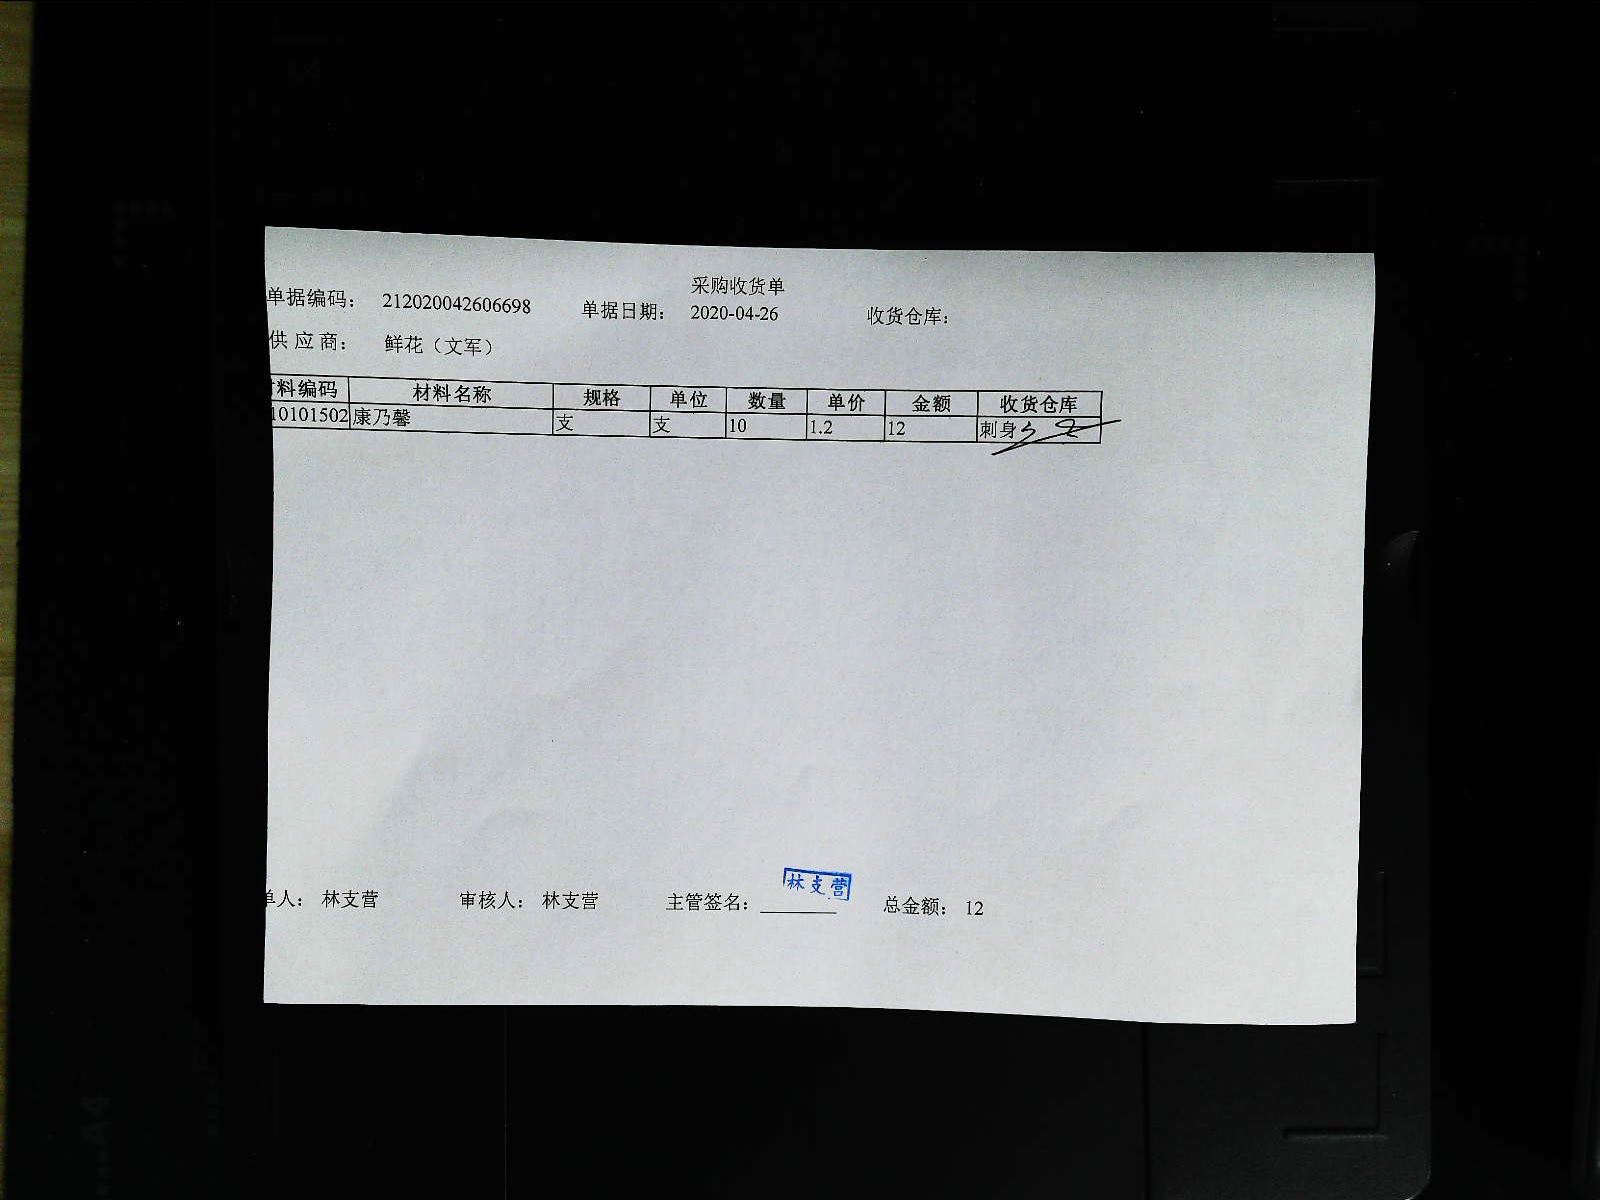 采购收货单
单据编码： 212020042606698 单据日期： 2020-04-26 收货仓库：
供应商： 鲜花（文军）
料编码 材料名称 规格 单位 数量 单价 金额 收货仓库
10101502 康乃馨 支 支 10 1.2 12 刺身
单人： 林支营 审核人： 林支营 主管签名： 林支营 总金额： 12